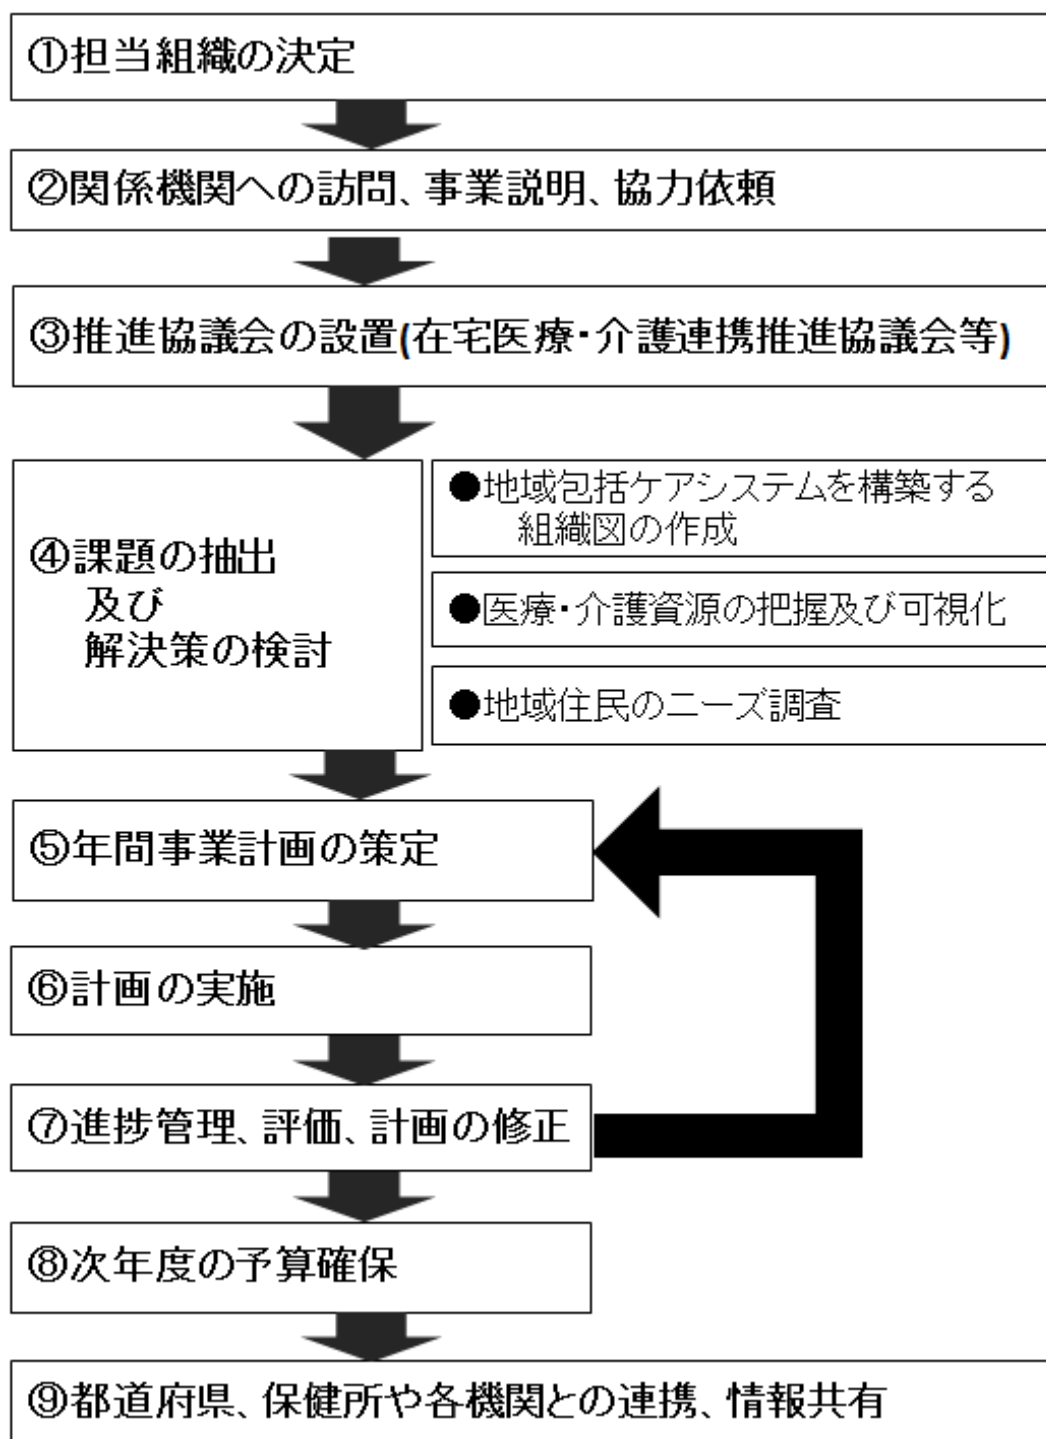 ①担当組織の決定
②関係機関への訪問、事業説明、協力依頼
③推進協議会の設置(在宅医療・介護連携推進協議会等)
④課題の抽出
及び
解決策の検討
●地域包括ケアシステムを構築する
組織図の作成
●医療・介護資源の把握及び可視化
●地域住民のニーズ調査
⑤年間事業計画の策定
⑥計画の実施
⑦進捗管理、評価、計画の修正
⑧次年度の予算確保
⑨都道府県、保健所や各機関との連携、情報共有